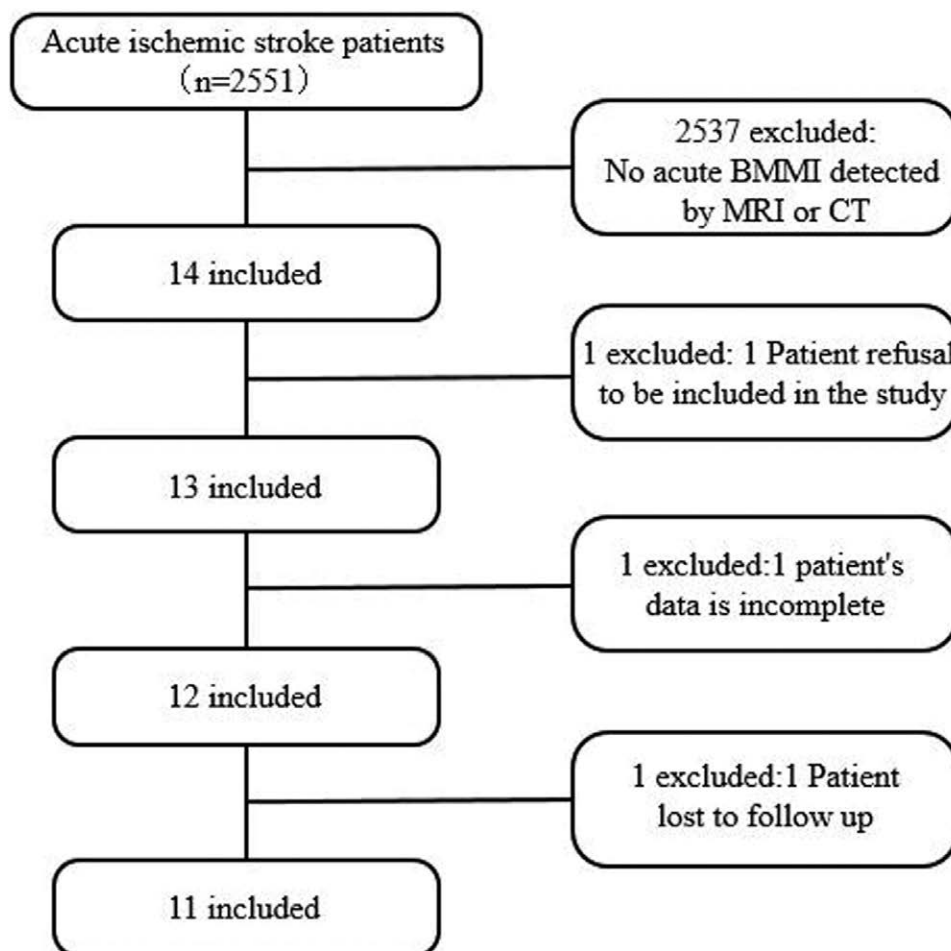 Acute ischemic stroke patients
（n=2551）
2537 excluded:
No acute BMMI detected
by MRI or CT
14 included
1 excluded: 1 Patient refusal
to be included in the study
13 included
1 excluded:1 patient's
data is incomplete
12 included
1 excluded:1 Patient
lost to follow up
11 included